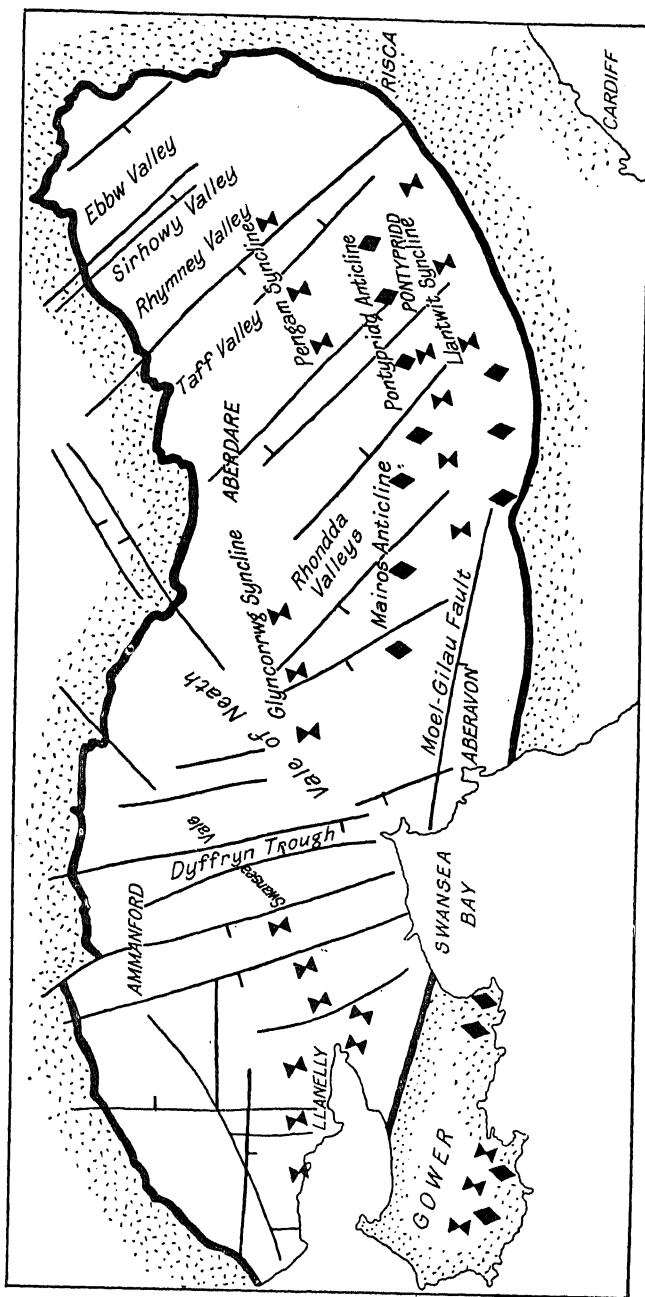 AMMANFORD
Vale
Swansea
Dyffryn Trough
LLANELLY
GOWER
SWANSEA
BAY
Vale of Neath
Glyncorrwg Syncline
ABERAVON
Moel-Gilau Fault
Mairos Anticline
Rhondda
Valleys
ABERDARE
Taff Valley
Rhymney Valley
Sirhowy Valley
Ebbw Valley
Pengam Syncline
Pontypridd Anticline
PONTYPRIDD
Llantwit Syncline
RISCA
CARDIFF